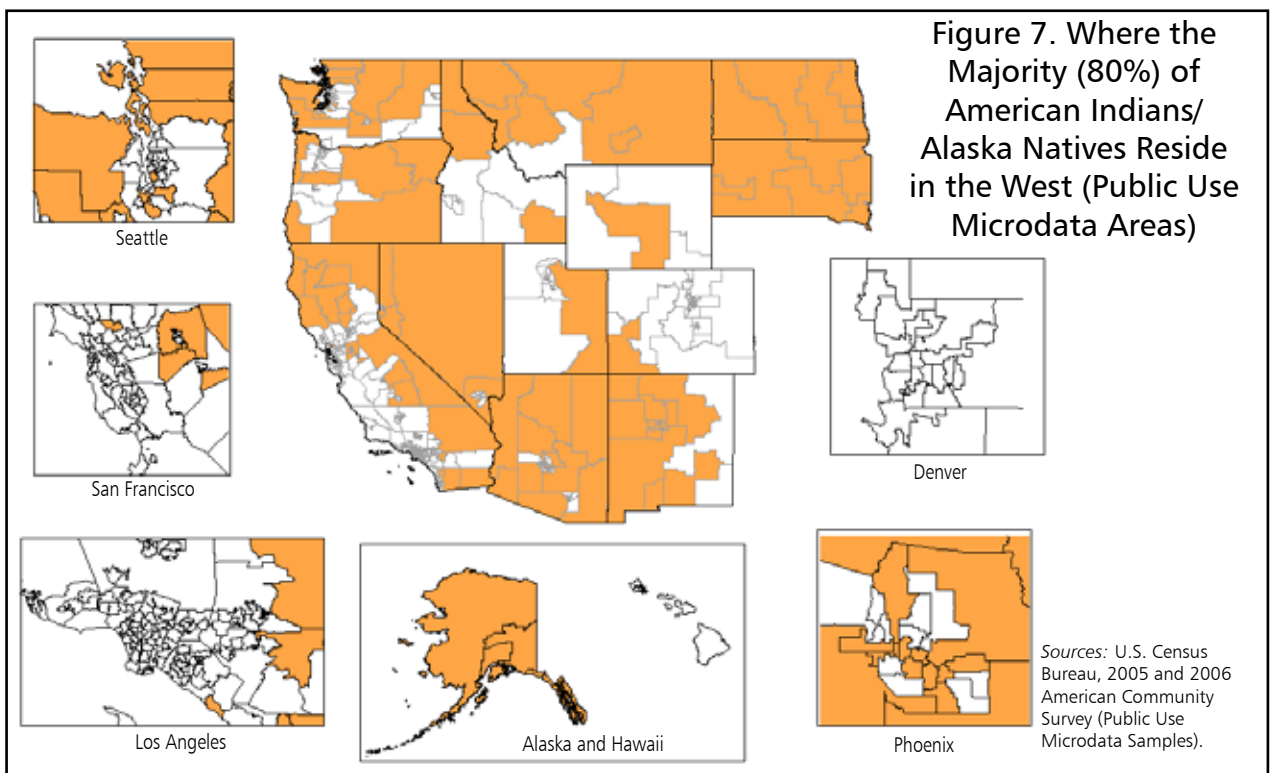 Figure 7. Where the
Majority (80%) of
American Indians/
Alaska Natives Reside
in the West (Public Use
Microdata Areas)
Seattle
San Francisco
Denver
Los Angeles
Alaska and Hawaii
Phoenix
Sources: U.S. Census
Bureau, 2005 and 2006
American Community
Survey (Public Use
Microdata Samples).